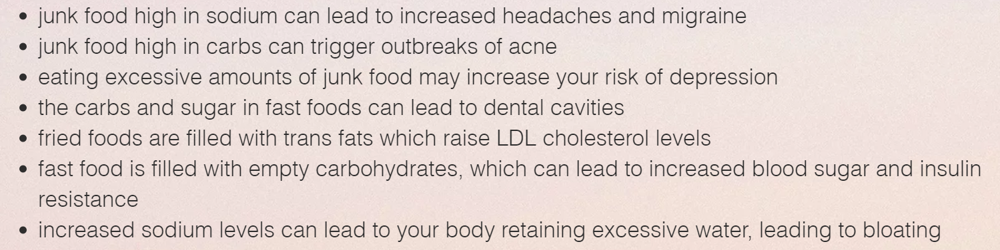 • junk food high in sodium can lead to increased headaches and migraine
• junk food high in carbs can trigger outbreaks of acne
• eating excessive amounts of junk food may increase your risk of depression
• the carbs and sugar in fast foods can lead to dental cavities
• fried foods are filled with trans fats which raise LDL cholesterol levels
• fast food is filled with empty carbohydrates, which can lead to increased blood sugar and insulin
resistance
• increased sodium levels can lead to your body retaining excessive water, leading to bloating